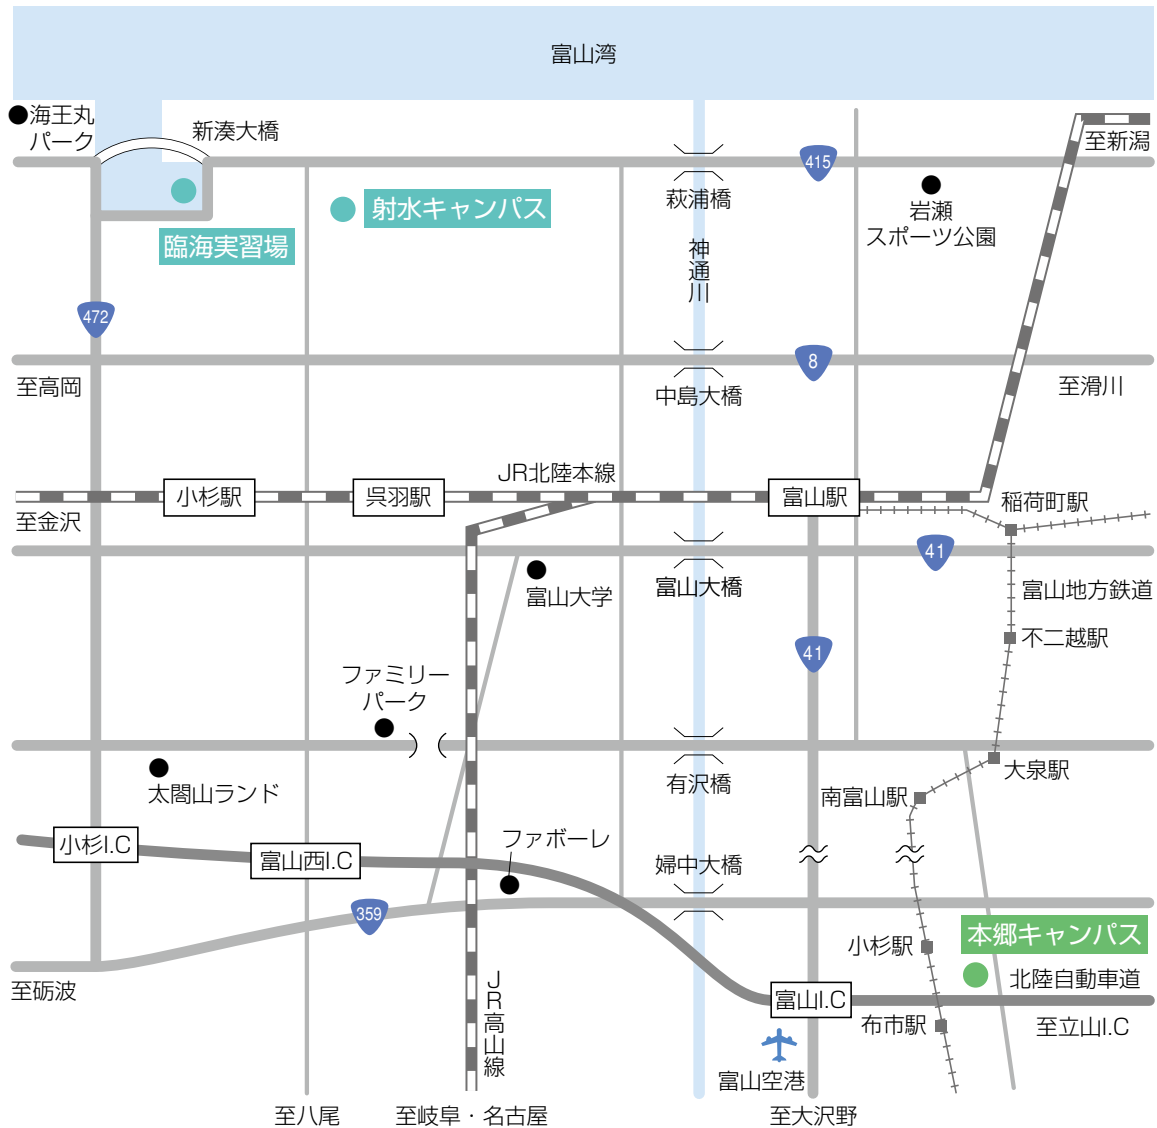 富山湾
海王丸
パーク
新湊大橋
至新潟
415
萩浦橋
射水キャンパス
岩瀬
スポーツ公園
臨海実習場
神通川
472
8
至高岡
中島大橋
至滑川
JR北陸本線
小杉駅
呉羽駅
富山駅
稲荷町駅
至金沢
41
富山大学
富山大橋
富山地方鉄道
不二越駅
41
ファミリー
パーク
大泉駅
太閤山ランド
有沢橋
南富山駅
小杉I.C
富山西I.C
ファボーレ
婦中大橋
359
本郷キャンパス
小杉駅
北陸自動車道
至砺波
JR高山線
富山I.C
布市駅
至立山I.C
富山空港
至八尾
至岐阜・名古屋
至大沢野